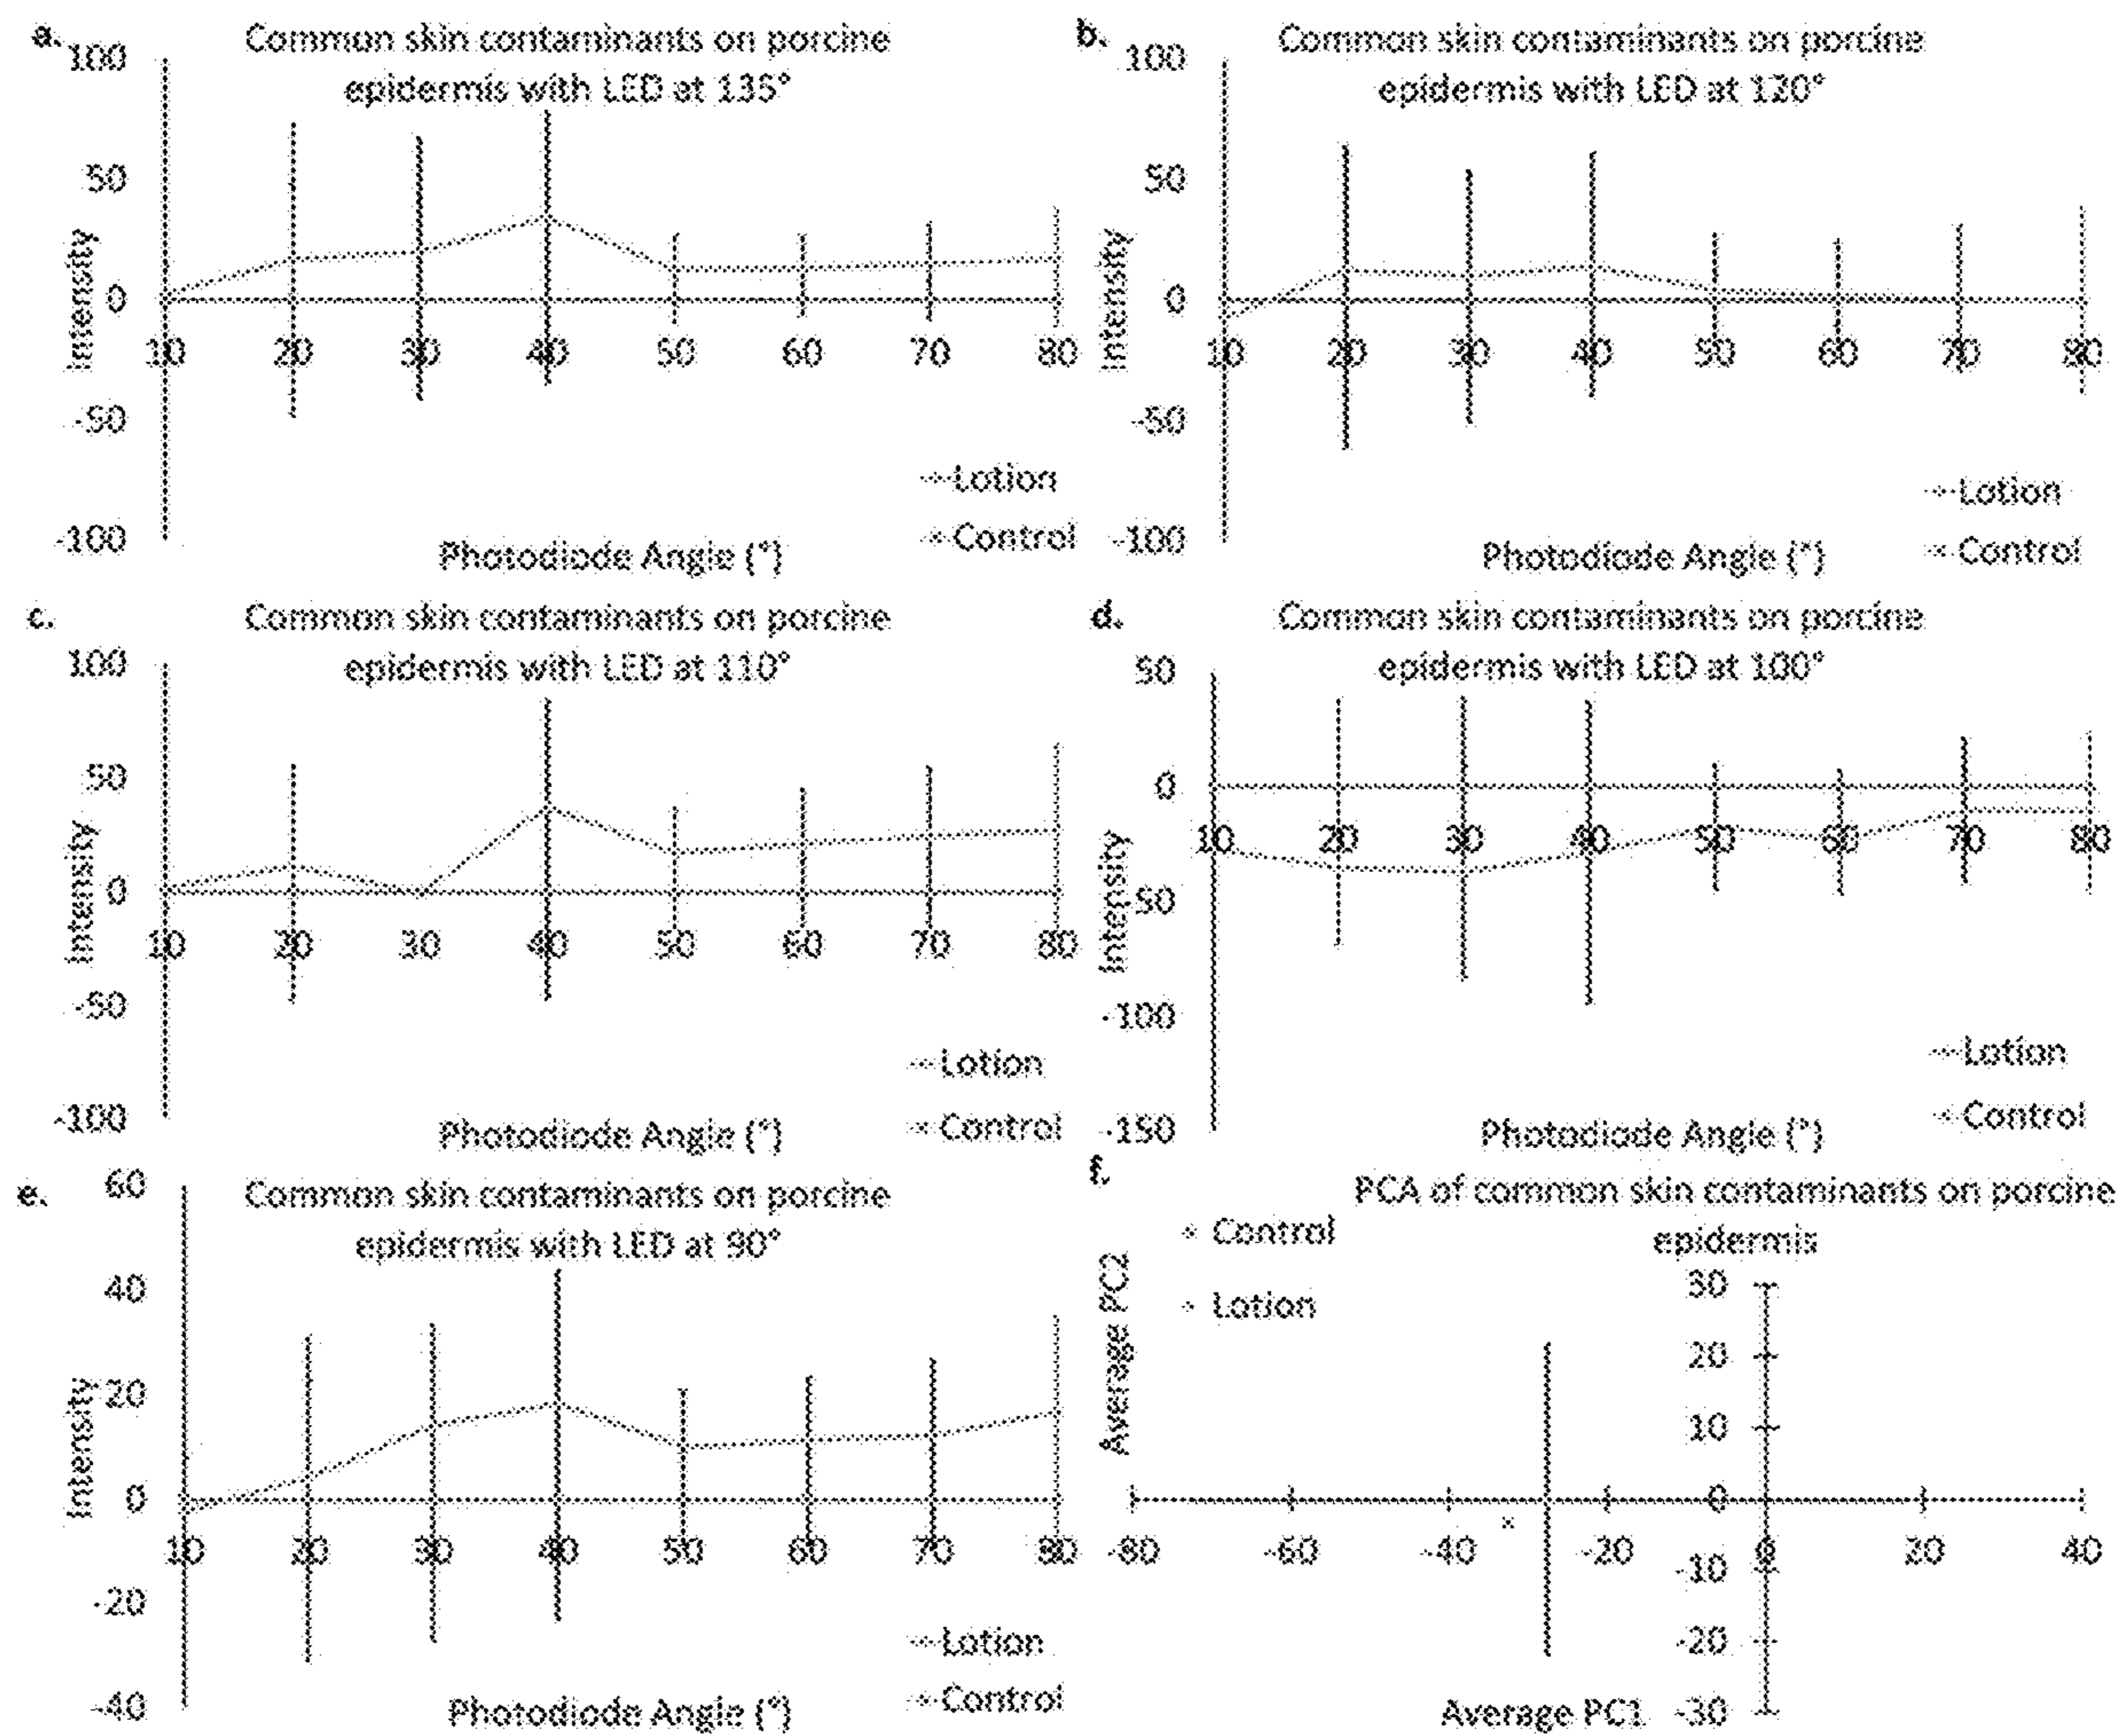 a.
Common skin contaminants on porcine
epidermis with LED at 135°
100
50
0
-50
-100
Intensity
10 20 30 40 50 60 70 80
Lotion
Control
Photodiode Angle (°)
b.
Common skin contaminants on porcine
epidermis with LED at 120°
100
50
0
-50
-100
Intensity
10 20 30 40 50 60 70 80
Lotion
Control
Photodiode Angle (°)
c.
Common skin contaminants on porcine
epidermis with LED at 110°
100
50
0
-50
-100
Intensity
10 20 30 40 50 60 70 80
Lotion
Control
Photodiode Angle (°)
d.
Common skin contaminants on porcine
epidermis with LED at 100°
50
0
-50
-100
-150
Intensity
10 20 30 40 50 60 70 80
Lotion
Control
Photodiode Angle (°)
e.
Common skin contaminants on porcine
epidermis with LED at 90°
60
40
20
0
-20
-40
Intensity
10 20 30 40 50 60 70 80
Lotion
Control
Photodiode Angle (°)
f.
PCA of common skin contaminants on porcine
epidermis
Control
Lotion
Average PC2
30
20
10
0
-10
-20
-30
-80 -60 -40 -20 0 20 40
Average PC1